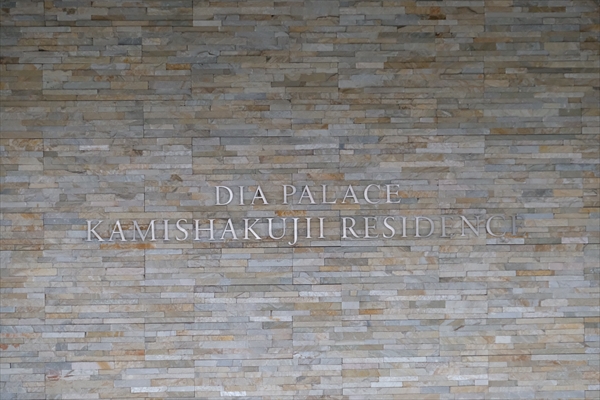 DIA PALACE
KAMISHAKUJII RESIDENCE